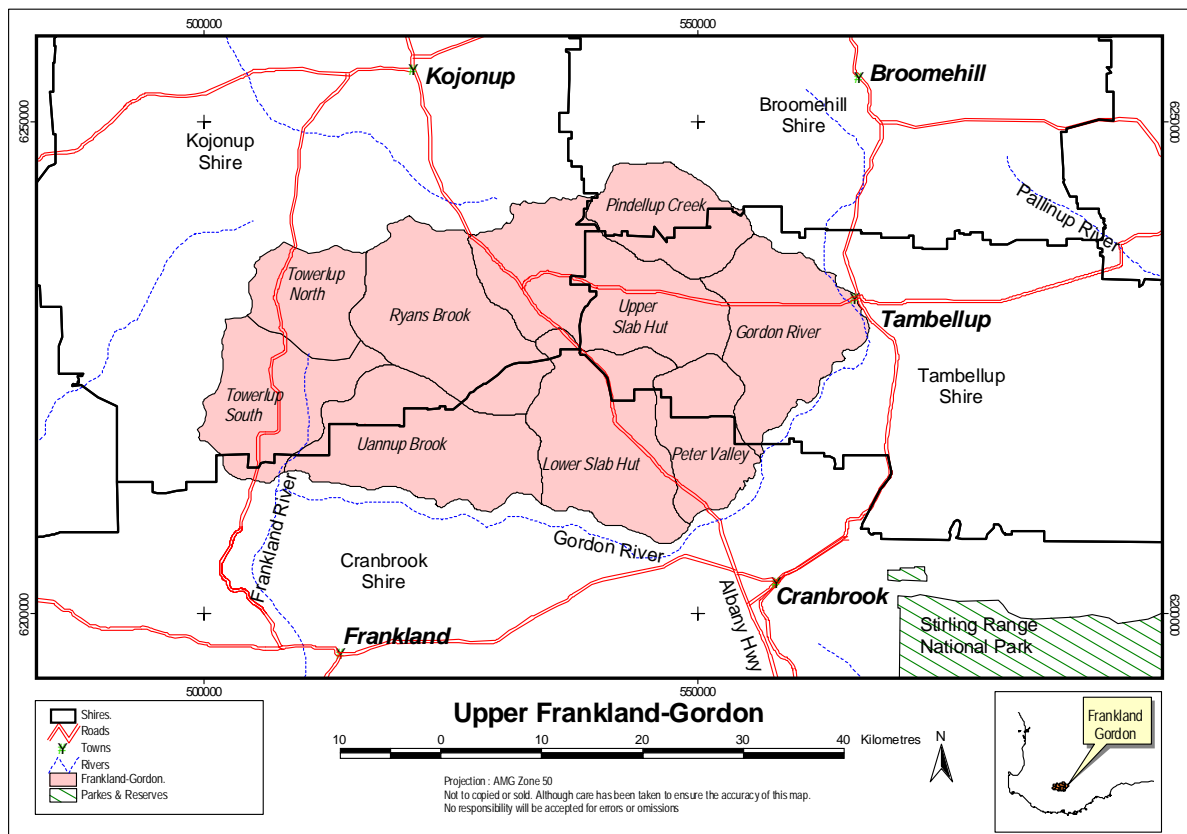 500000
550000
Kojonup
Broomehill
Broomehill
Shire
6250000
6250000
Kojonup
Shire
Pallinup River
Pindellup Creek
Towerlup
North
Ryans Brook
Upper
Slab Hut
Gordon River
Tambellup
Tambellup
Shire
Towerlup
South
Uannup Brook
Lower Slab Hut
Peter Valley
Frankland River
Gordon River
Cranbrook
Shire
Albany Hwy
Cranbrook
6200000
6200000
Stirling Range
National Park
Frankland
500000
550000
Shires.
Roads
Towns
Rivers
Frankland-Gordon.
Parkes & Reserves
Upper Frankland-Gordon
10 0 10 20 30 40 Kilometres
N
Projection : AMG Zone 50
Not to copied or sold. Although care has been taken to ensure the accuracy of this map.
No responsibility will be accepted for errors or omissions
Frankland
Gordon